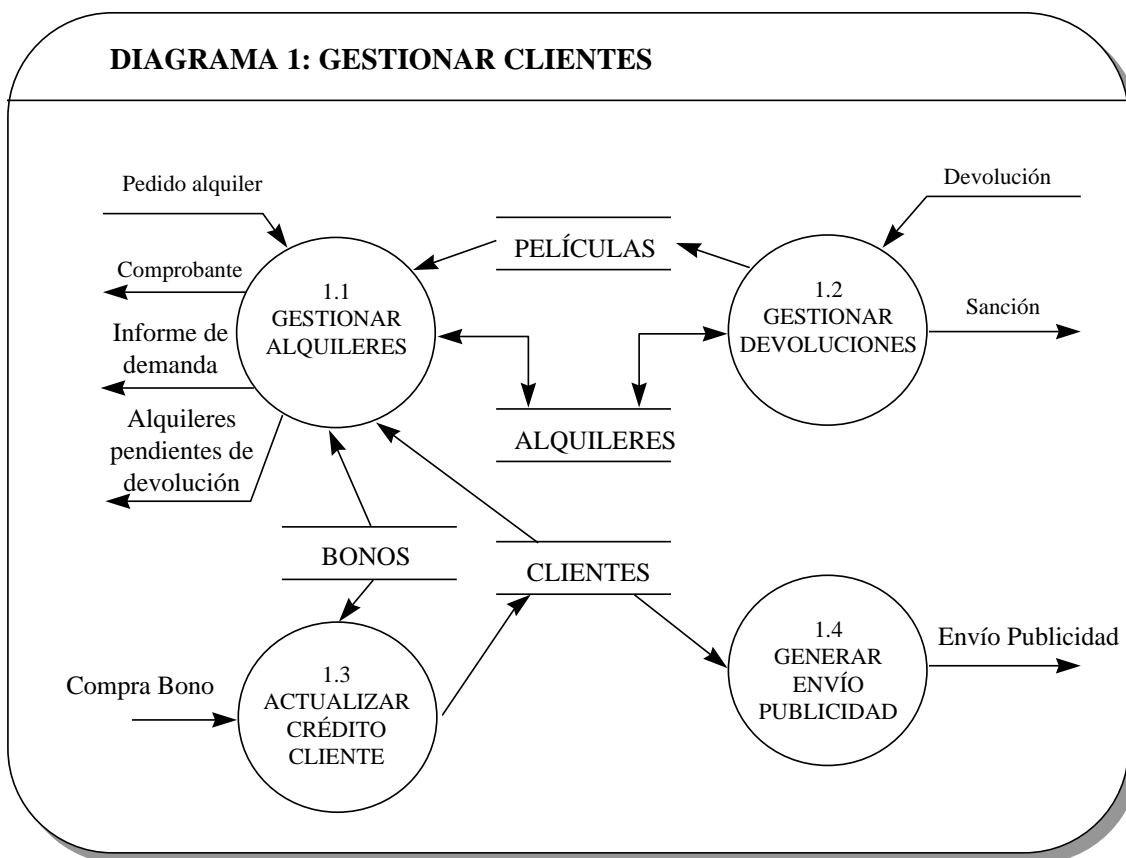 DIAGRAMA 1: GESTIONAR CLIENTES
Pedido alquiler
Devolución
PELÍCULAS
Comprobante
1.1
GESTIONAR
ALQUILERES
1.2
GESTIONAR
DEVOLUCIONES
Sanción
Informe de
demanda
Alquileres
pendientes de
devolución
ALQUILERES
BONOS
CLIENTES
1.4
GENERAR
ENVÍO
PUBLICIDAD
Envío Publicidad
Compra Bono
1.3
ACTUALIZAR
CRÉDITO
CLIENTE